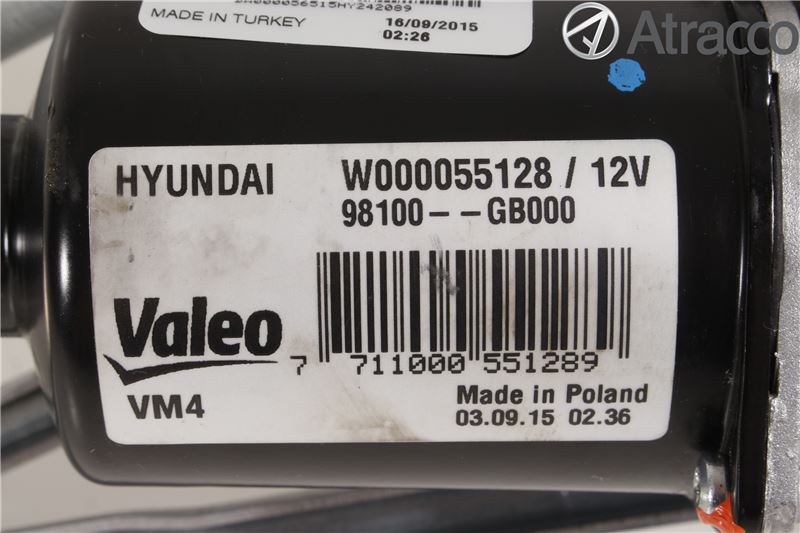 MADE IN TURKEY
16/09/2015
02:26
Atracco
HYUNDAI
W000055128 / 12V
98100--GB000
Valeo
7 711000 551289
VM4
Made in Poland
03.09.15 02.36